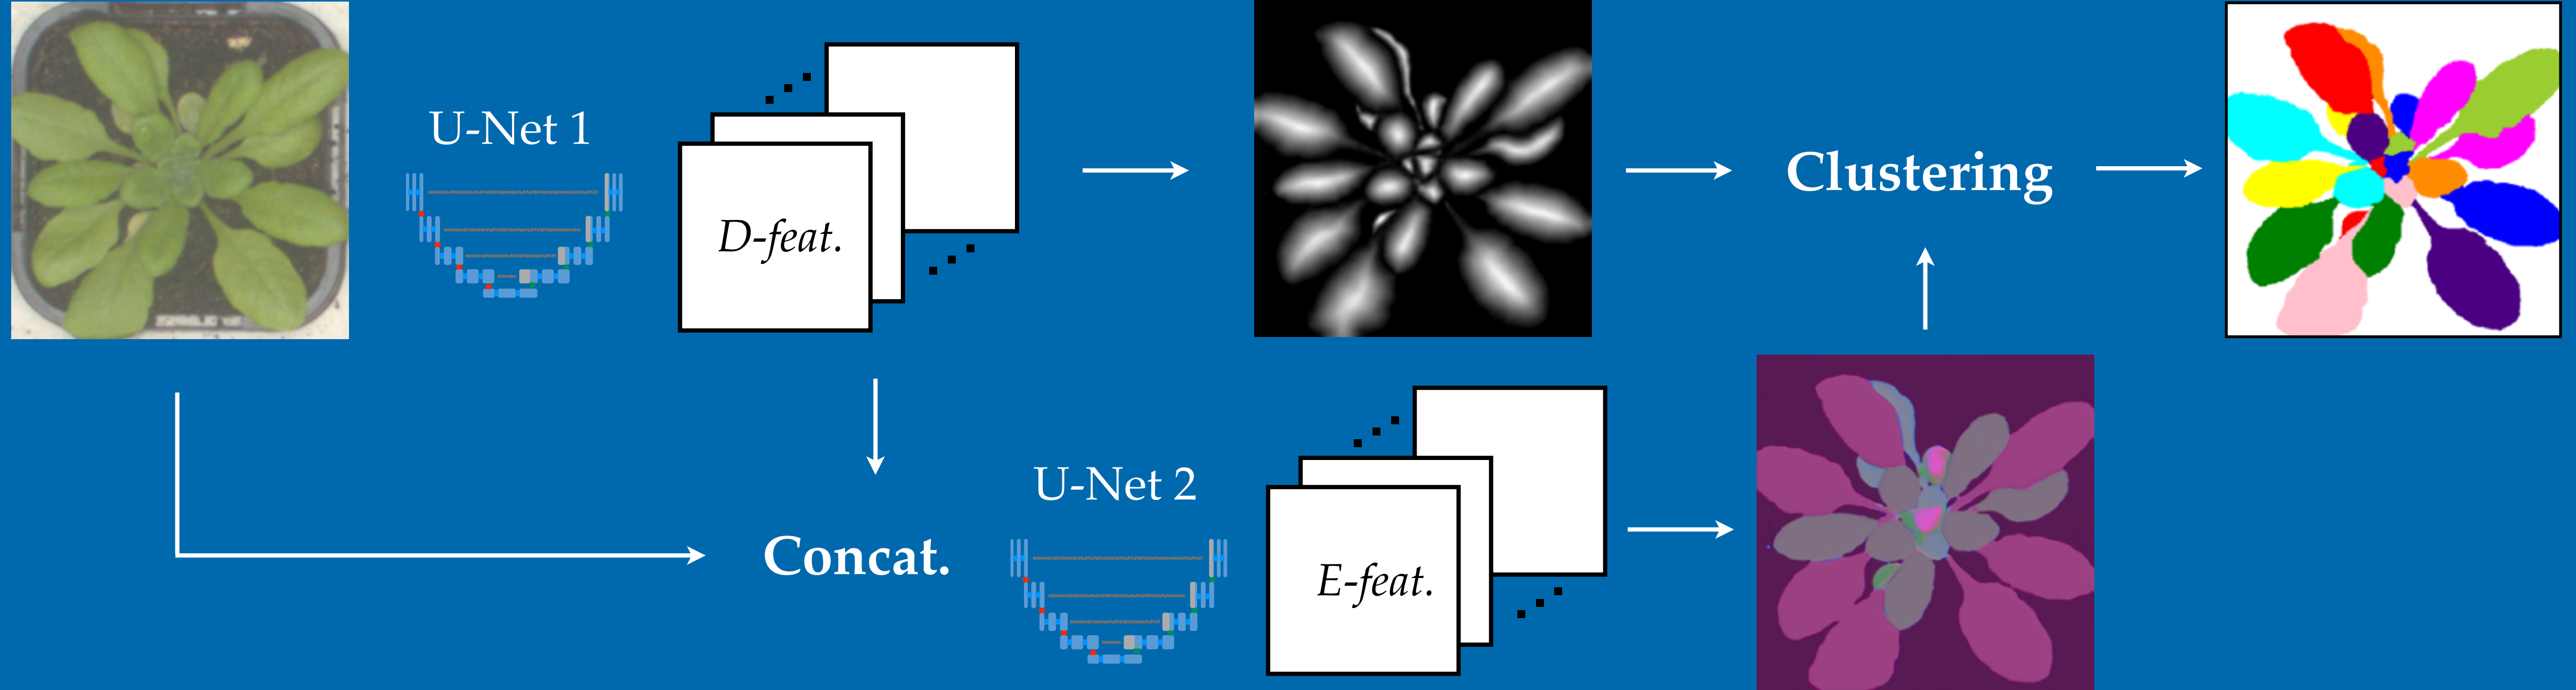 U-Net 1
D-feat.
Clustering
U-Net 2
Concat.
E-feat.